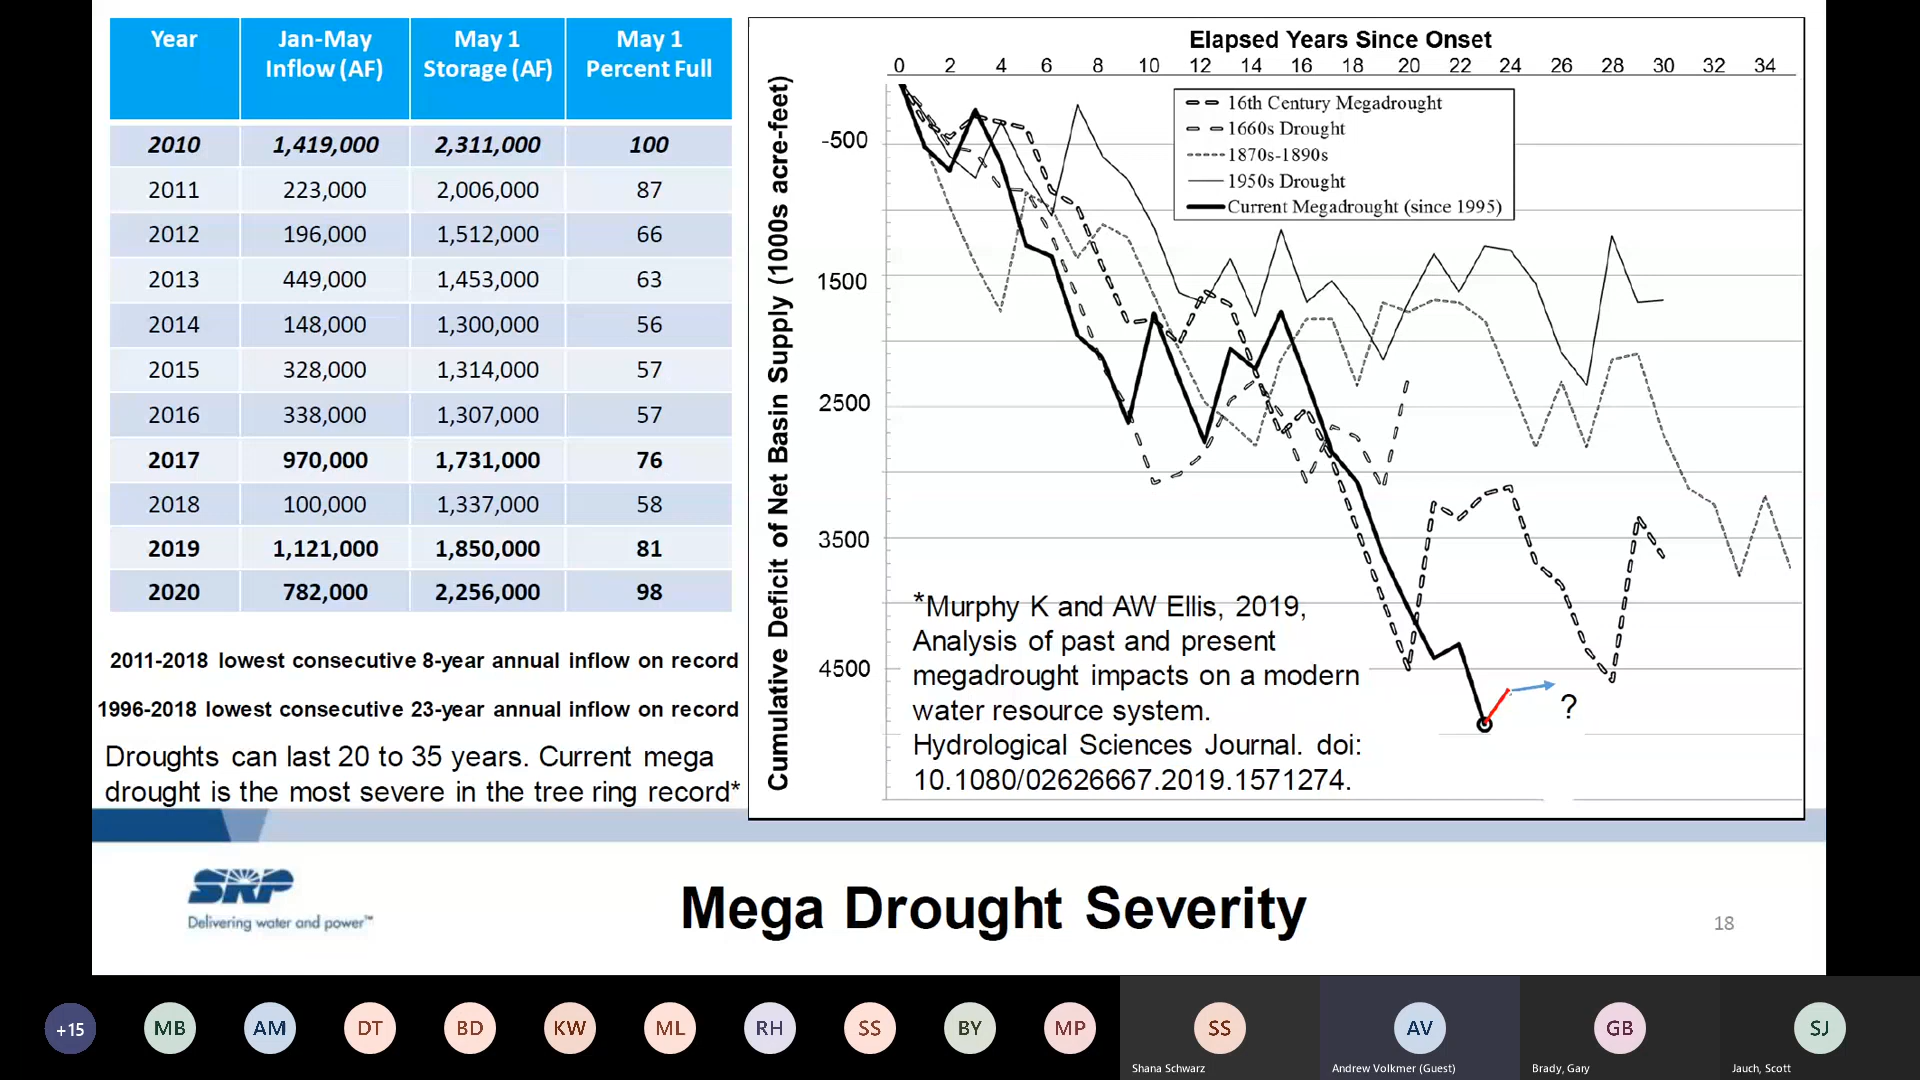 Year Jan-May Inflow (AF) May 1 Storage (AF) May 1 Percent Full
2010 1,419,000 2,311,000 100
2011 223,000 2,006,000 87
2012 196,000 1,512,000 66
2013 449,000 1,453,000 63
2014 148,000 1,300,000 56
2015 328,000 1,314,000 57
2016 338,000 1,307,000 57
2017 970,000 1,731,000 76
2018 100,000 1,337,000 58
2019 1,121,000 1,850,000 81
2020 782,000 2,256,000 98
2011-2018 lowest consecutive 8-year annual inflow on record
1996-2018 lowest consecutive 23-year annual inflow on record
Droughts can last 20 to 35 years. Current mega
drought is the most severe in the tree ring record*
Elapsed Years Since Onset
0 2 4 6 8 10 12 14 16 18 20 22 24 26 28 30 32 34
Cumulative Deficit of Net Basin Supply (1000s acre-feet)
-500
1500
2500
3500
4500
16th Century Megadrought
1660s Drought
1870s-1890s
1950s Drought
Current Megadrought (since 1995)
*Murphy K and AW Ellis, 2019,
Analysis of past and present
megadrought impacts on a modern
water resource system.
Hydrological Sciences Journal. doi:
10.1080/02626667.2019.1571274.
?
SRP
Delivering water and power™
Mega Drought Severity
18
+15 MB AM DT BD KW ML RH SS BY MP SS AV GB SJ
Shana Schwarz Andrew Volkmer (Guest) Brady, Gary Jauch, Scott